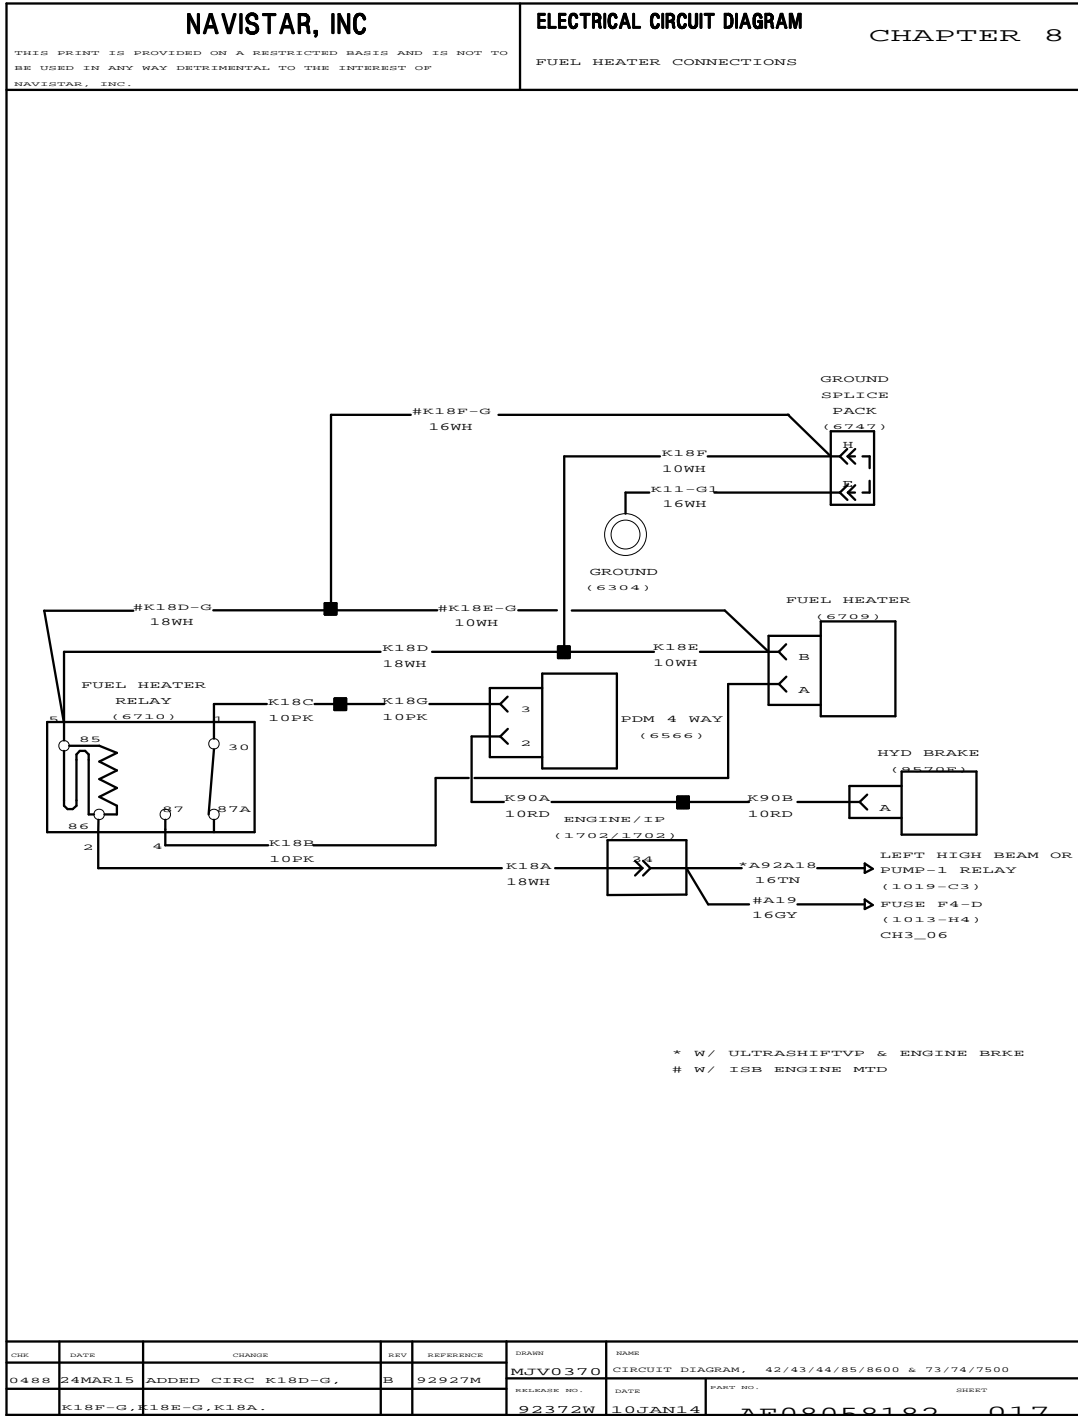 NAVISTAR, INC
THIS PRINT IS PROVIDED ON A RESTRICTED BASIS AND IS NOT TO
BE USED IN ANY WAY DETRIMENTAL TO THE INTEREST OF
NAVISTAR, INC.
ELECTRICAL CIRCUIT DIAGRAM
FUEL HEATER CONNECTIONS
CHAPTER 8
GROUND
SPLICE
PACK
(6747)
#K18F-G
16WH
H
K18F
10WH
E
K11-G1
16WH
GROUND
(6304)
#K18D-G
18WH
#K18E-G
10WH
FUEL HEATER
(6709)
K18D
18WH
K18E
10WH
B
A
FUEL HEATER
RELAY
(6710)
5
1
K18C
10PK
K18G
10PK
3
2
PDM 4 WAY
(6566)
85
30
87
87A
86
2
4
HYD BRAKE
(9570F)
K90A
10RD
K90B
10RD
A
ENGINE/IP
(1702/1702)
K18B
10PK
K18A
18WH
24
*A92A18
16TN
LEFT HIGH BEAM OR
PUMP-1 RELAY
(1019-C3)
#A19
16GY
FUSE F4-D
(1013-H4)
CH3_06
* W/ ULTRASHIFTVP & ENGINE BRKE
# W/ ISB ENGINE MTD
CHK DATE CHANGE REV REFERENCE
0488 24MAR15 ADDED CIRC K18D-G, B 92927M
K18F-G,K18E-G,K18A.
DRAWN
MJV0370
NAME
CIRCUIT DIAGRAM, 42/43/44/85/8600 & 73/74/7500
RELEASE NO.
92372W
DATE
10JAN14
PART NO.
AF08058182
SHEET
017